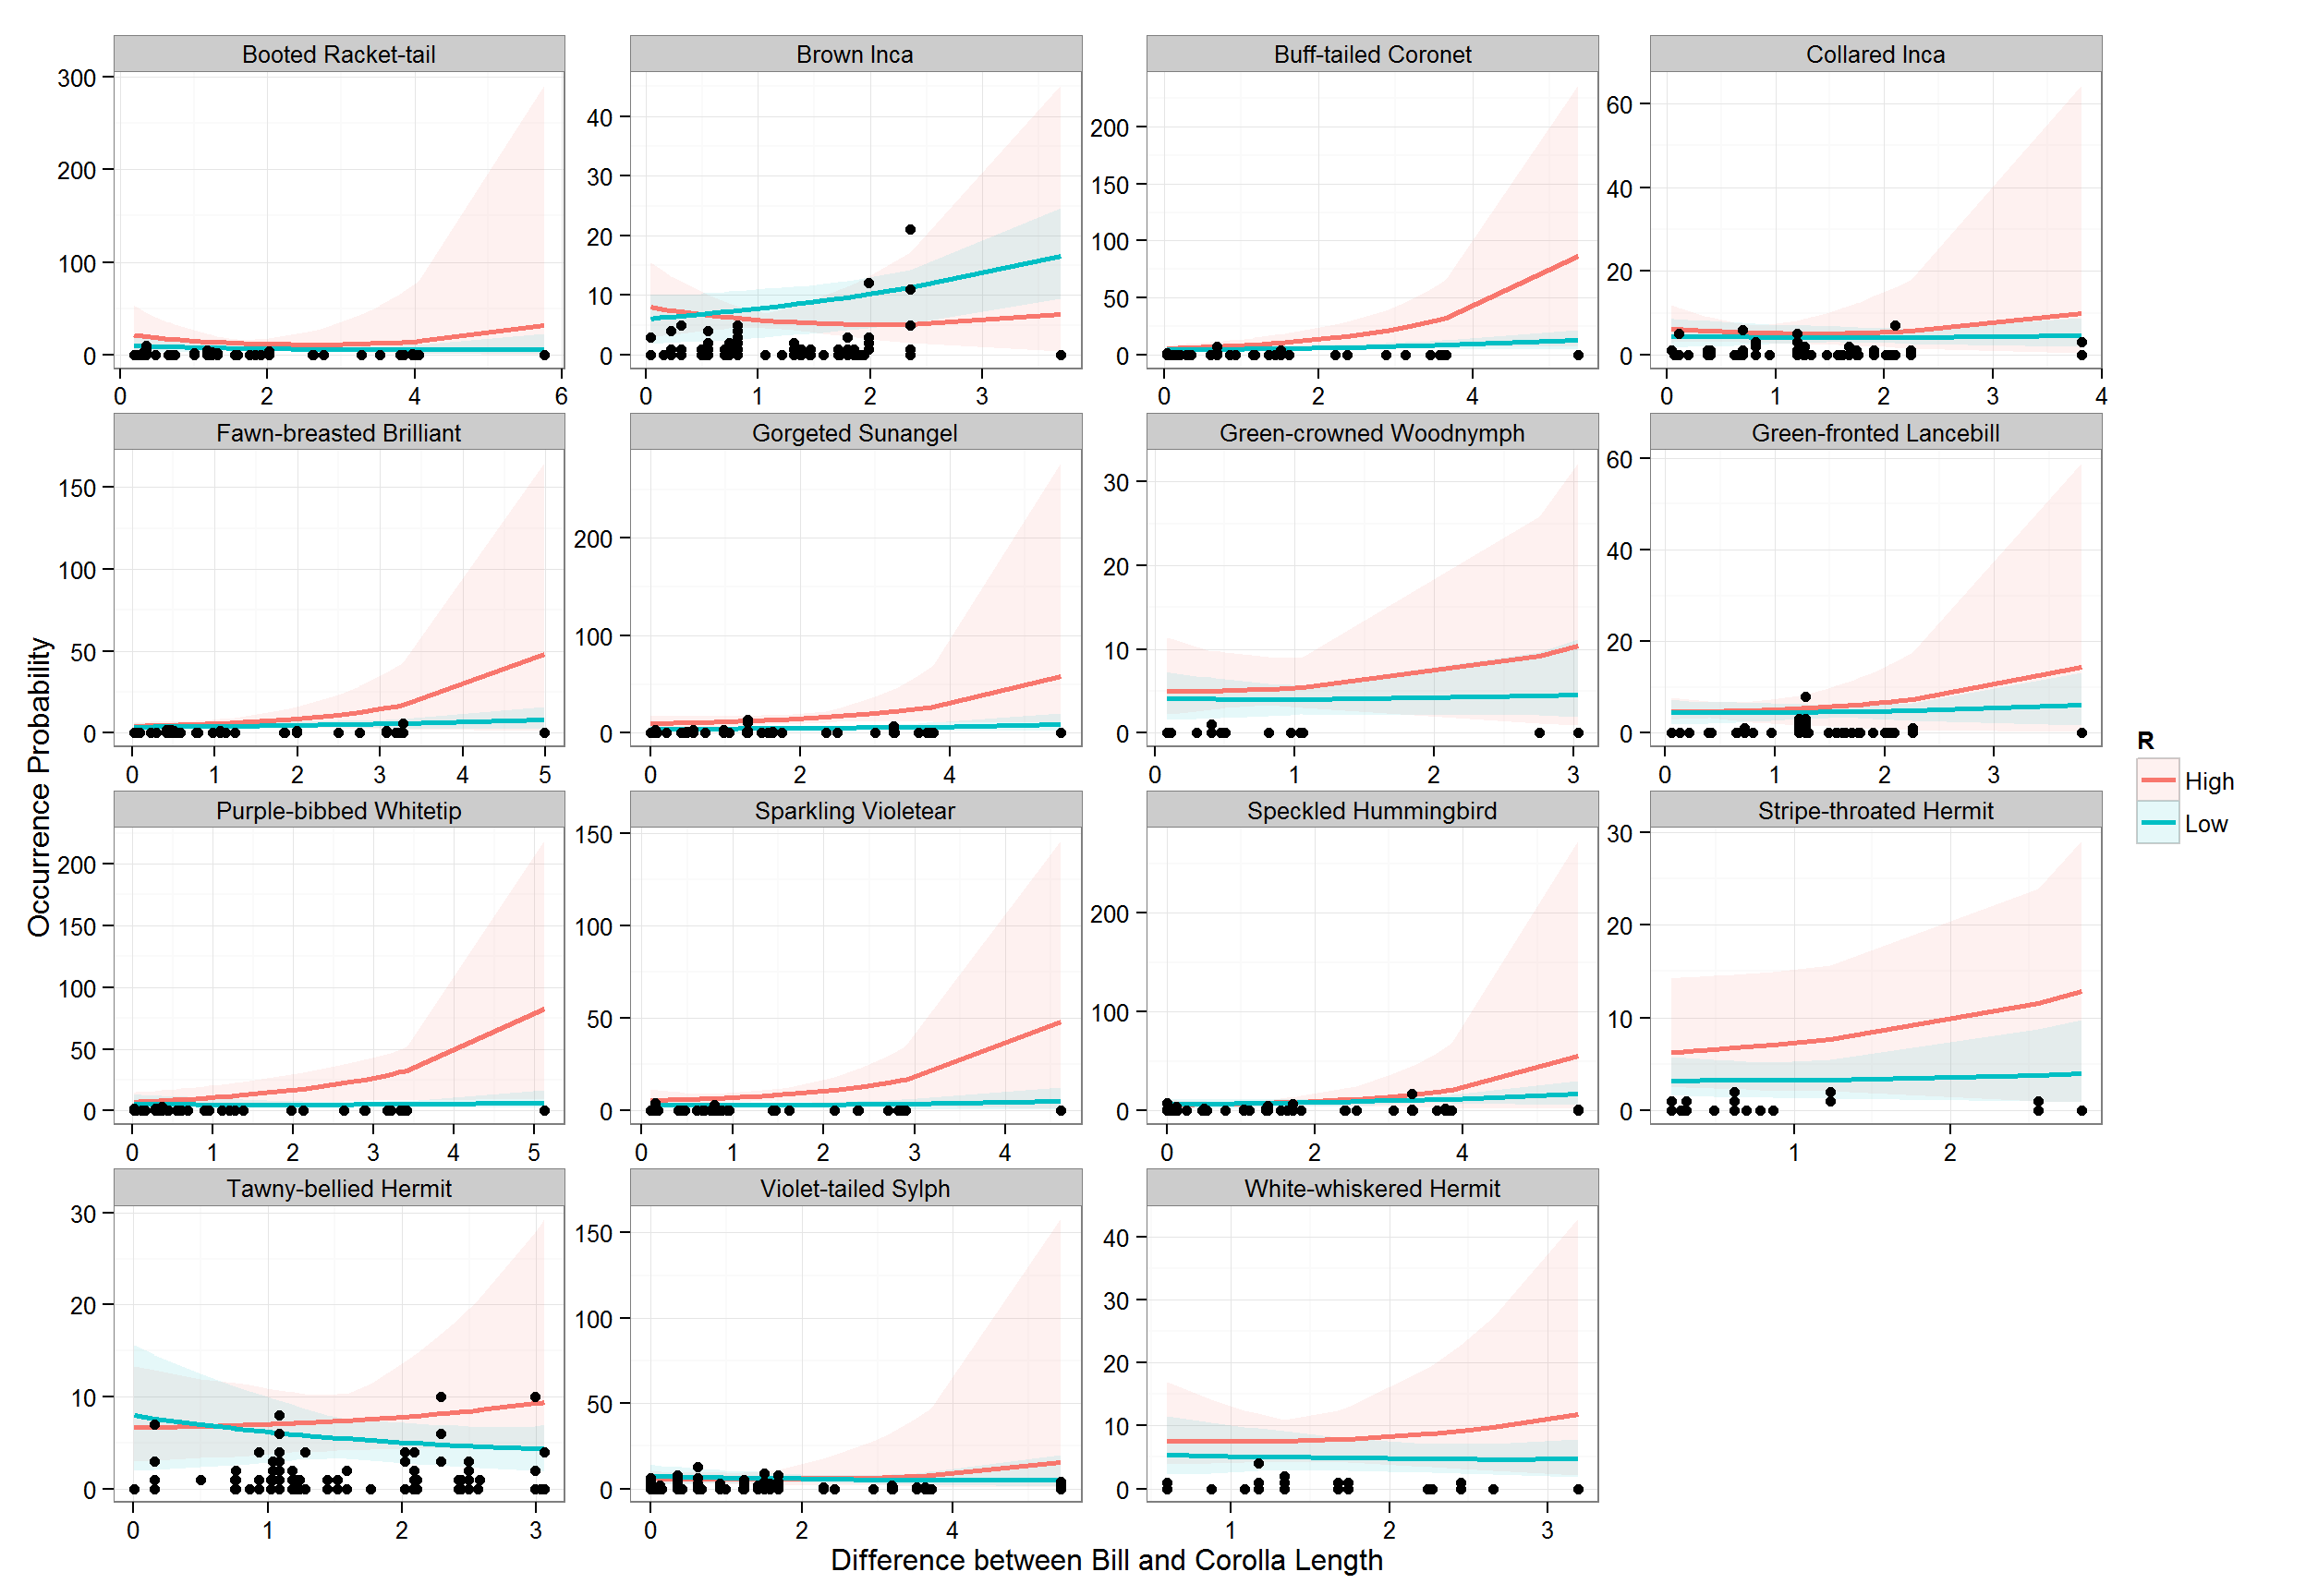 Booted Racket-tail Brown Inca Buff-tailed Coronet Collared Inca
300 200 100 0
40 30 20 10 0
200 150 100 50 0
60 40 20 0
0 2 4 6
0 1 2 3
0 2 4
0 1 2 3 4
Fawn-breasted Brilliant Gorgeted Sunangel Green-crowned Woodnymph Green-fronted Lancebill
150 100 50 0
200 100 0
30 20 10 0
60 40 20 0
0 1 2 3 4 5
0 2 4
0 1 2 3
0 1 2 3
Purple-bibbed Whitetip Sparkling Violetear Speckled Hummingbird Stripe-throated Hermit
200 150 100 50 0
150 100 50 0
200 100 0
30 20 10 0
0 1 2 3 4 5
0 1 2 3 4
0 2 4
1 2
Tawny-bellied Hermit Violet-tailed Sylph White-whiskered Hermit
30 20 10 0
150 100 50 0
40 30 20 10 0
0 1 2 3
0 2 4
1 2 3
Occurrence Probability
Difference between Bill and Corolla Length
R
High
Low